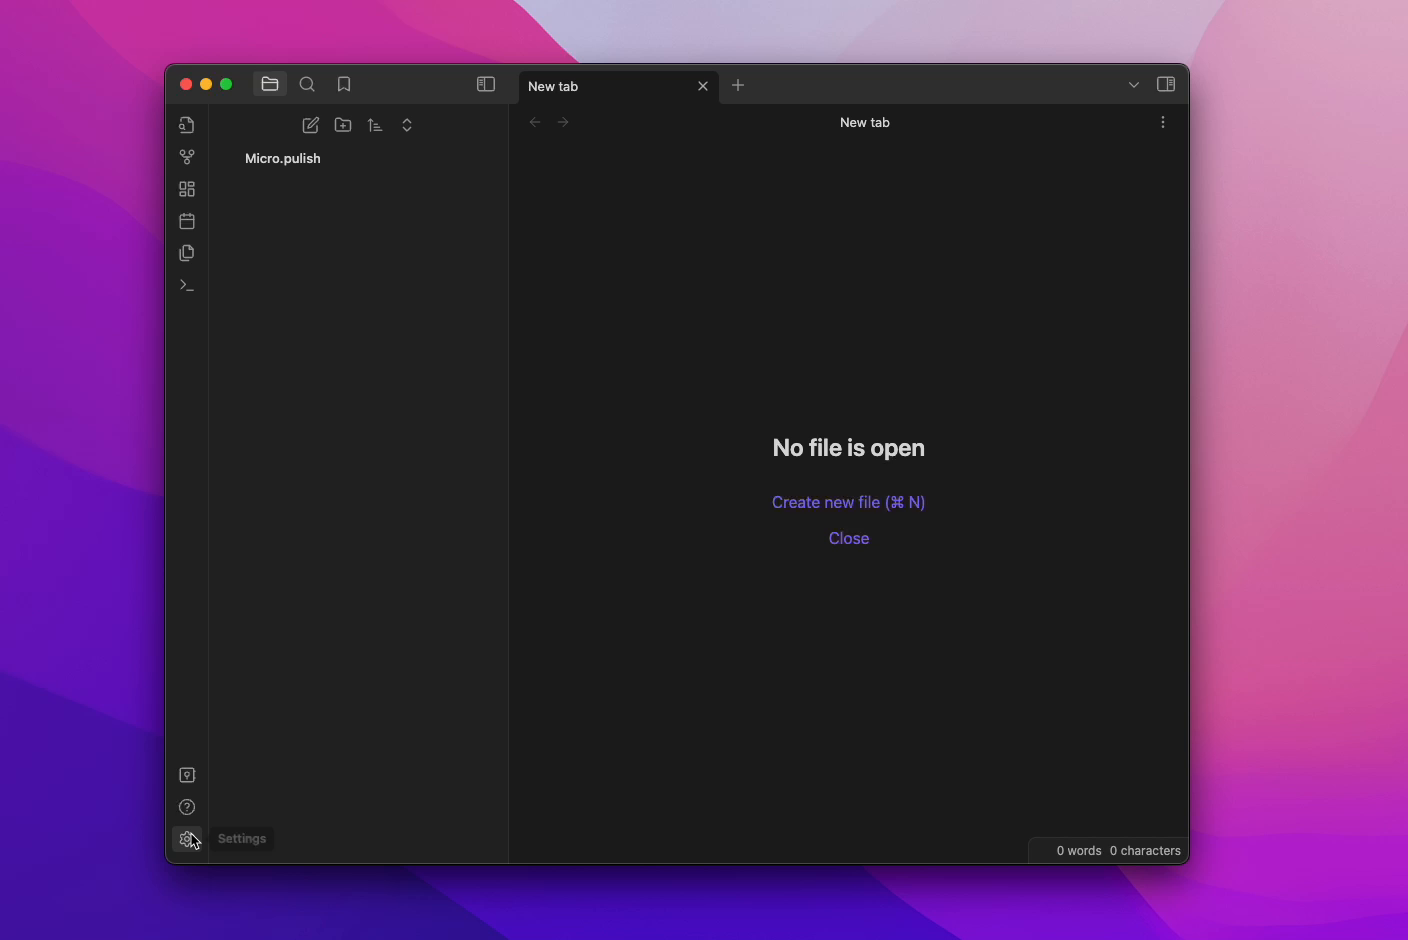 New tab
New tab
Micro.pulish
No file is open
Create new file (⌘ N)
Close
Settings
0 words 0 characters